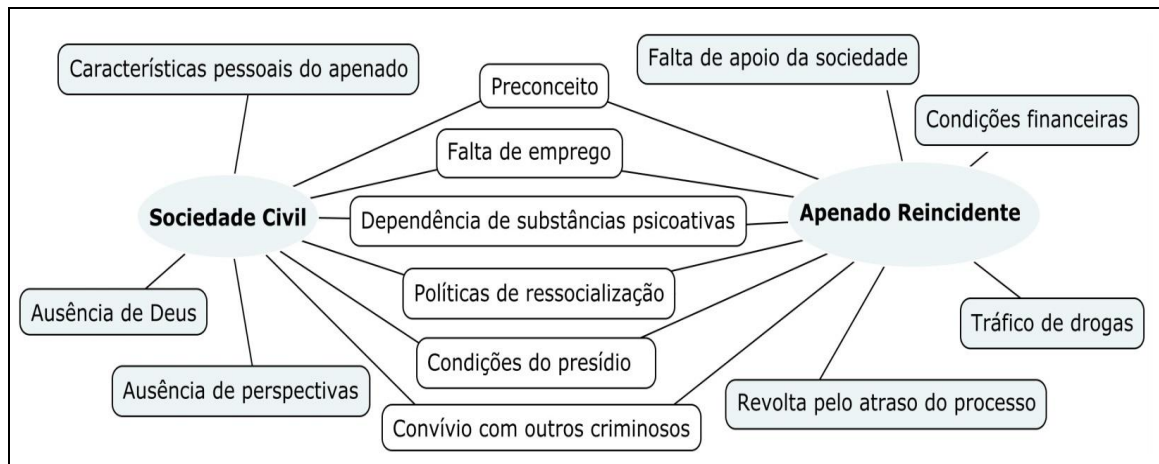 Características pessoais do apenado
Preconceito
Falta de apoio da sociedade
Condições financeiras
Falta de emprego
Sociedade Civil
Dependência de substâncias psicoativas
Apenado Reincidente
Políticas de ressocialização
Ausência de Deus
Tráfico de drogas
Condições do presídio
Ausência de perspectivas
Revolta pelo atraso do processo
Convívio com outros criminosos